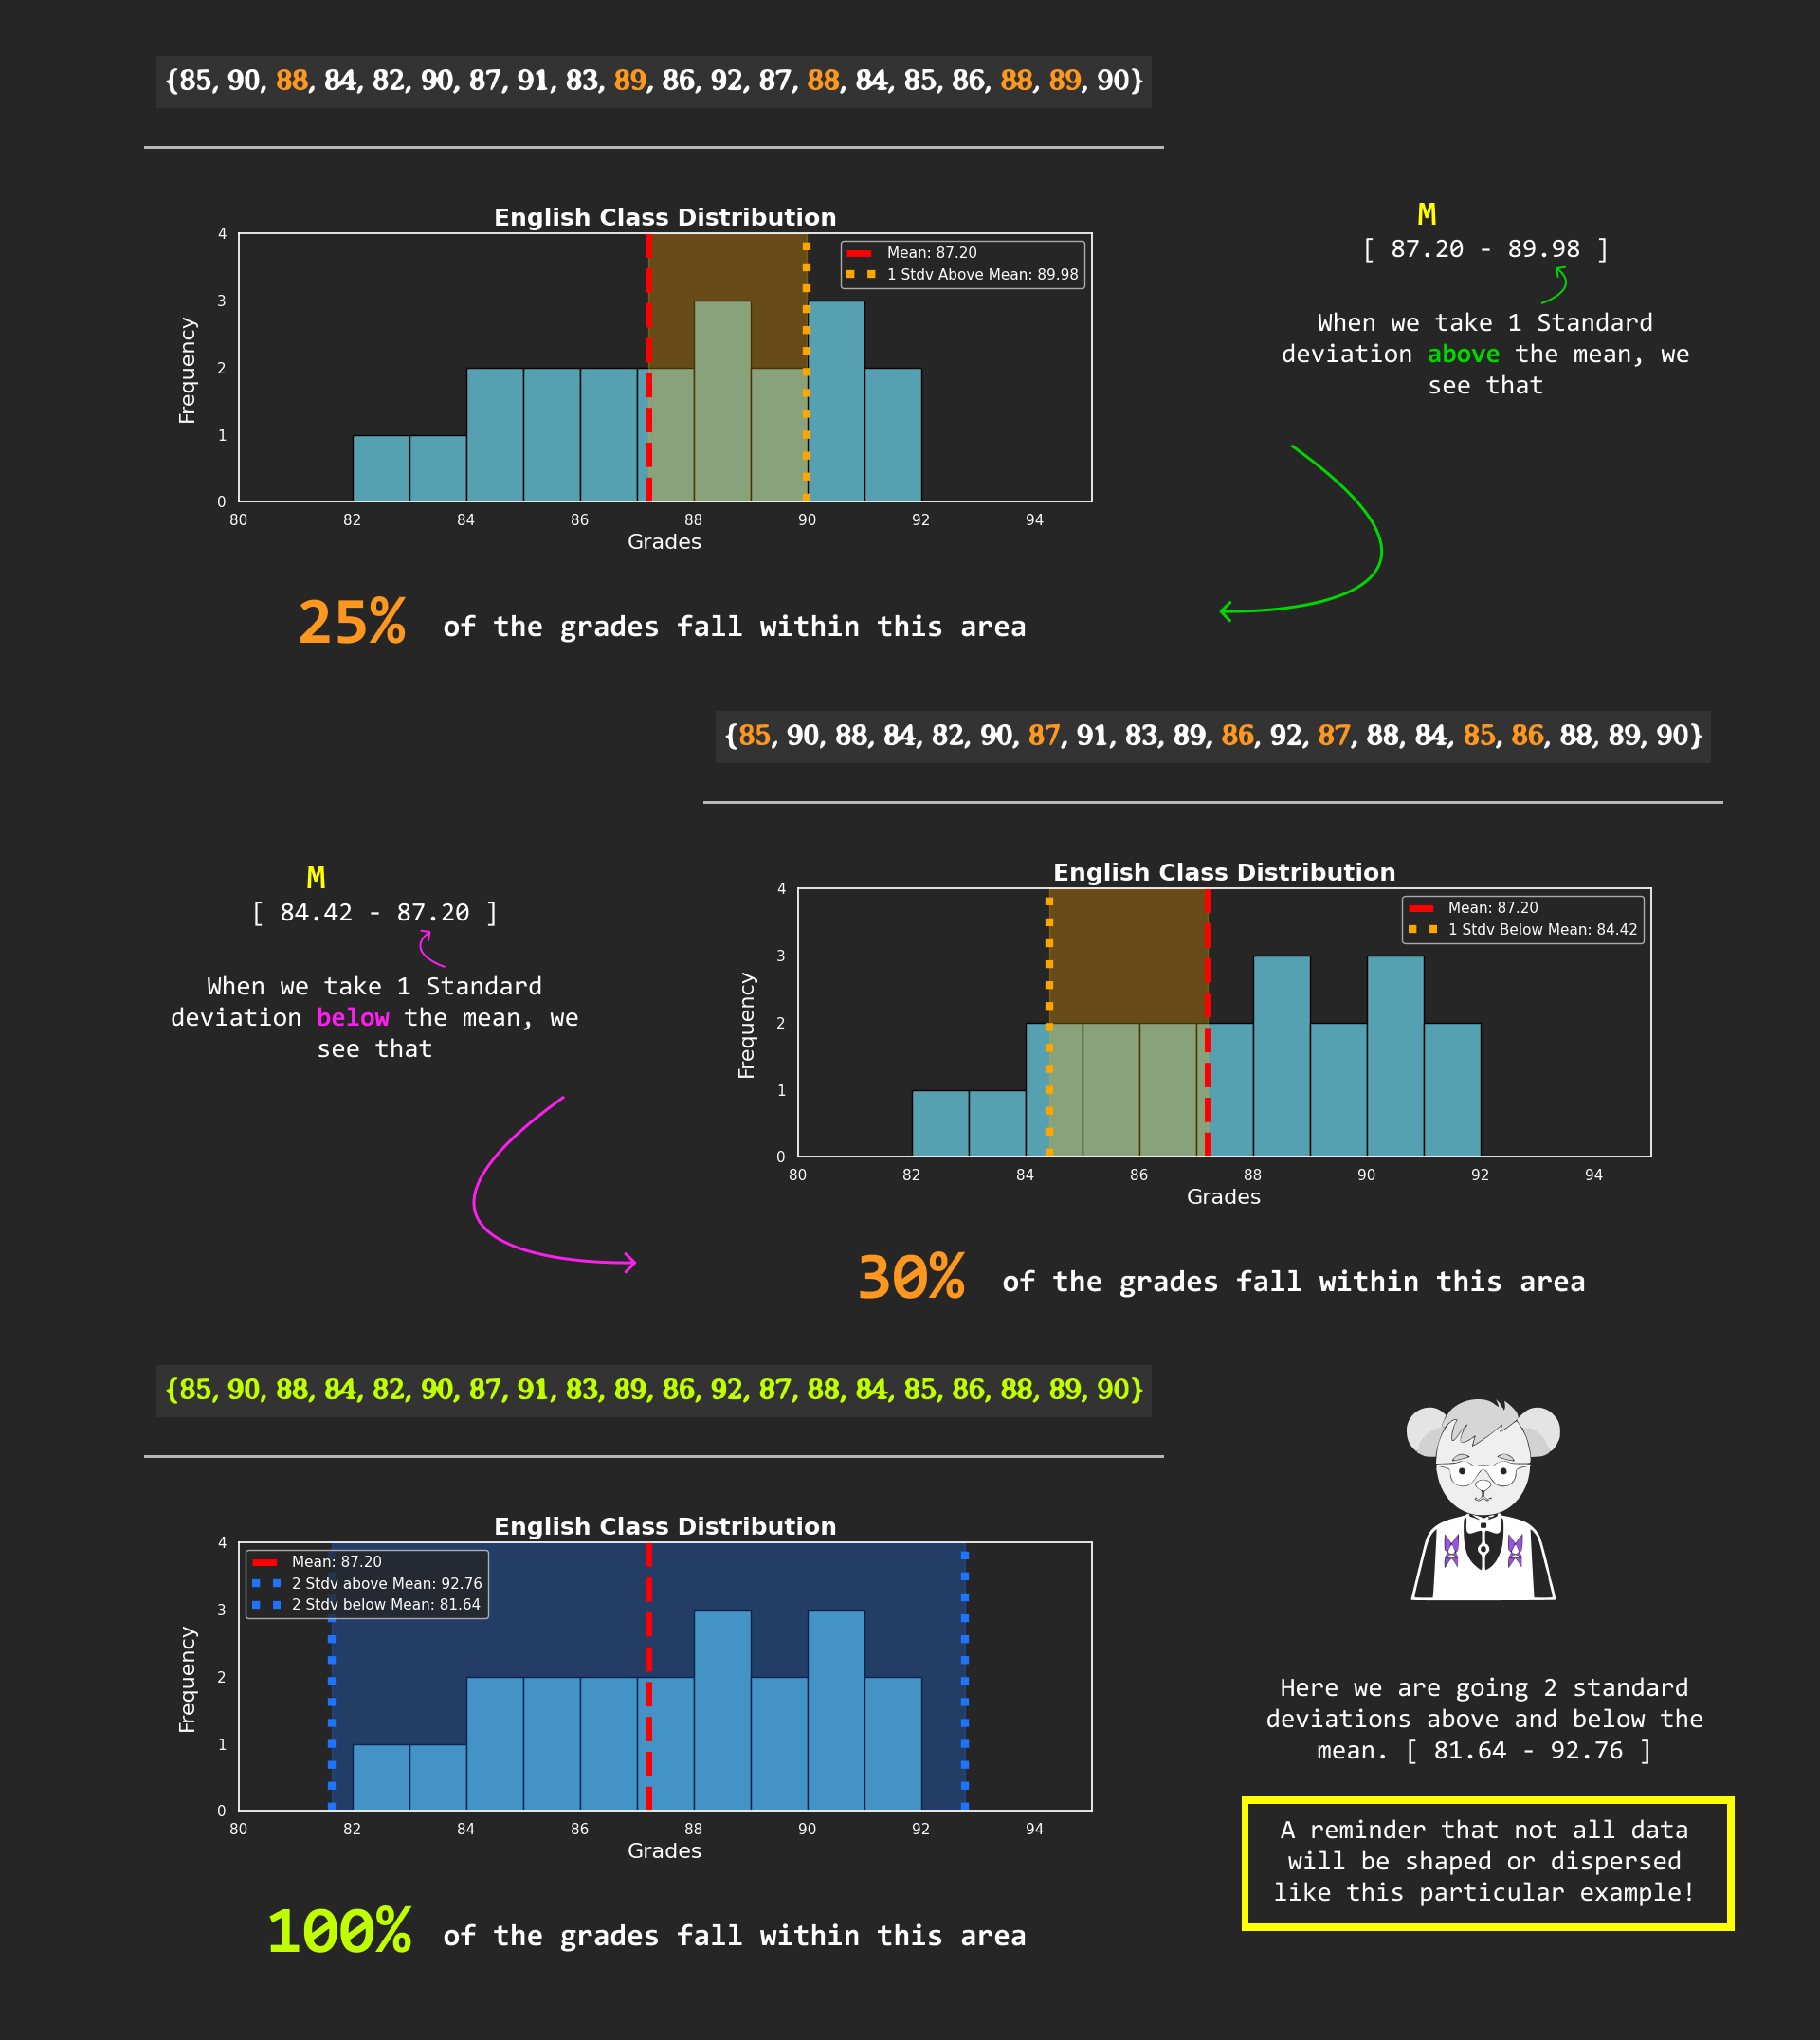 {85, 90, 88, 84, 82, 90, 87, 91, 83, 89, 86, 92, 87, 88, 84, 85, 86, 88, 89, 90}
English Class Distribution
4
3
2
1
0
Frequency
Mean: 87.20
1 Stdv Above Mean: 89.98
80 82 84 86 88 90 92 94
Grades
M
[ 87.20 - 89.98 ]
When we take 1 Standard
deviation above the mean, we
see that
25% of the grades fall within this area
{85, 90, 88, 84, 82, 90, 87, 91, 83, 89, 86, 92, 87, 88, 84, 85, 86, 88, 89, 90}
M
[ 84.42 - 87.20 ]
When we take 1 Standard
deviation below the mean, we
see that
English Class Distribution
4
3
2
1
0
Frequency
Mean: 87.20
1 Stdv Below Mean: 84.42
80 82 84 86 88 90 92 94
Grades
30% of the grades fall within this area
{85, 90, 88, 84, 82, 90, 87, 91, 83, 89, 86, 92, 87, 88, 84, 85, 86, 88, 89, 90}
English Class Distribution
4
3
2
1
0
Frequency
Mean: 87.20
2 Stdv above Mean: 92.76
2 Stdv below Mean: 81.64
80 82 84 86 88 90 92 94
Grades
100% of the grades fall within this area
Here we are going 2 standard
deviations above and below the
mean. [ 81.64 - 92.76 ]
A reminder that not all data
will be shaped or dispersed
like this particular example!